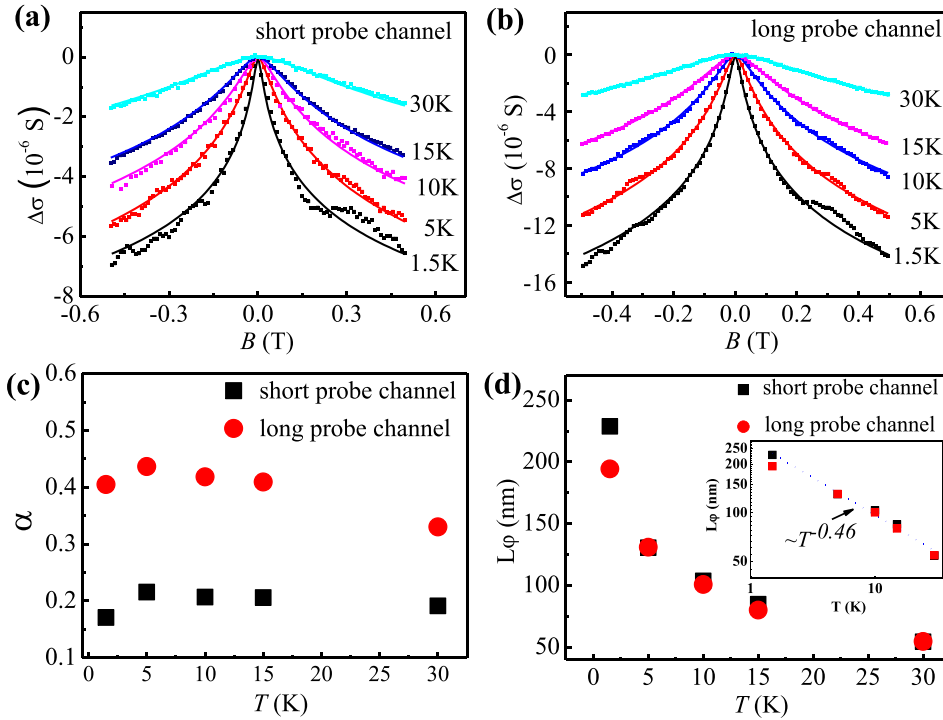 (a) short probe channel
0
-2
-4
-6
-8
Δσ (10⁻⁶ S)
30K
15K
10K
5K
1.5K
-0.6 -0.3 0.0 0.3 0.6
B (T)
(b) long probe channel
0
-4
-8
-12
-16
Δσ (10⁻⁶ S)
30K
15K
10K
5K
1.5K
-0.4 -0.2 0.0 0.2 0.4 0.6
B (T)
(c)
short probe channel
long probe channel
0.6
0.5
0.4
0.3
0.2
0.1
α
0 5 10 15 20 25 30
T (K)
(d)
short probe channel
long probe channel
250
200
150
100
50
Lφ (nm)
0 5 10 15 20 25 30
T (K)
250
200
150
100
50
Lφ (nm)
~T⁻⁰·⁴⁶
1 10
T (K)